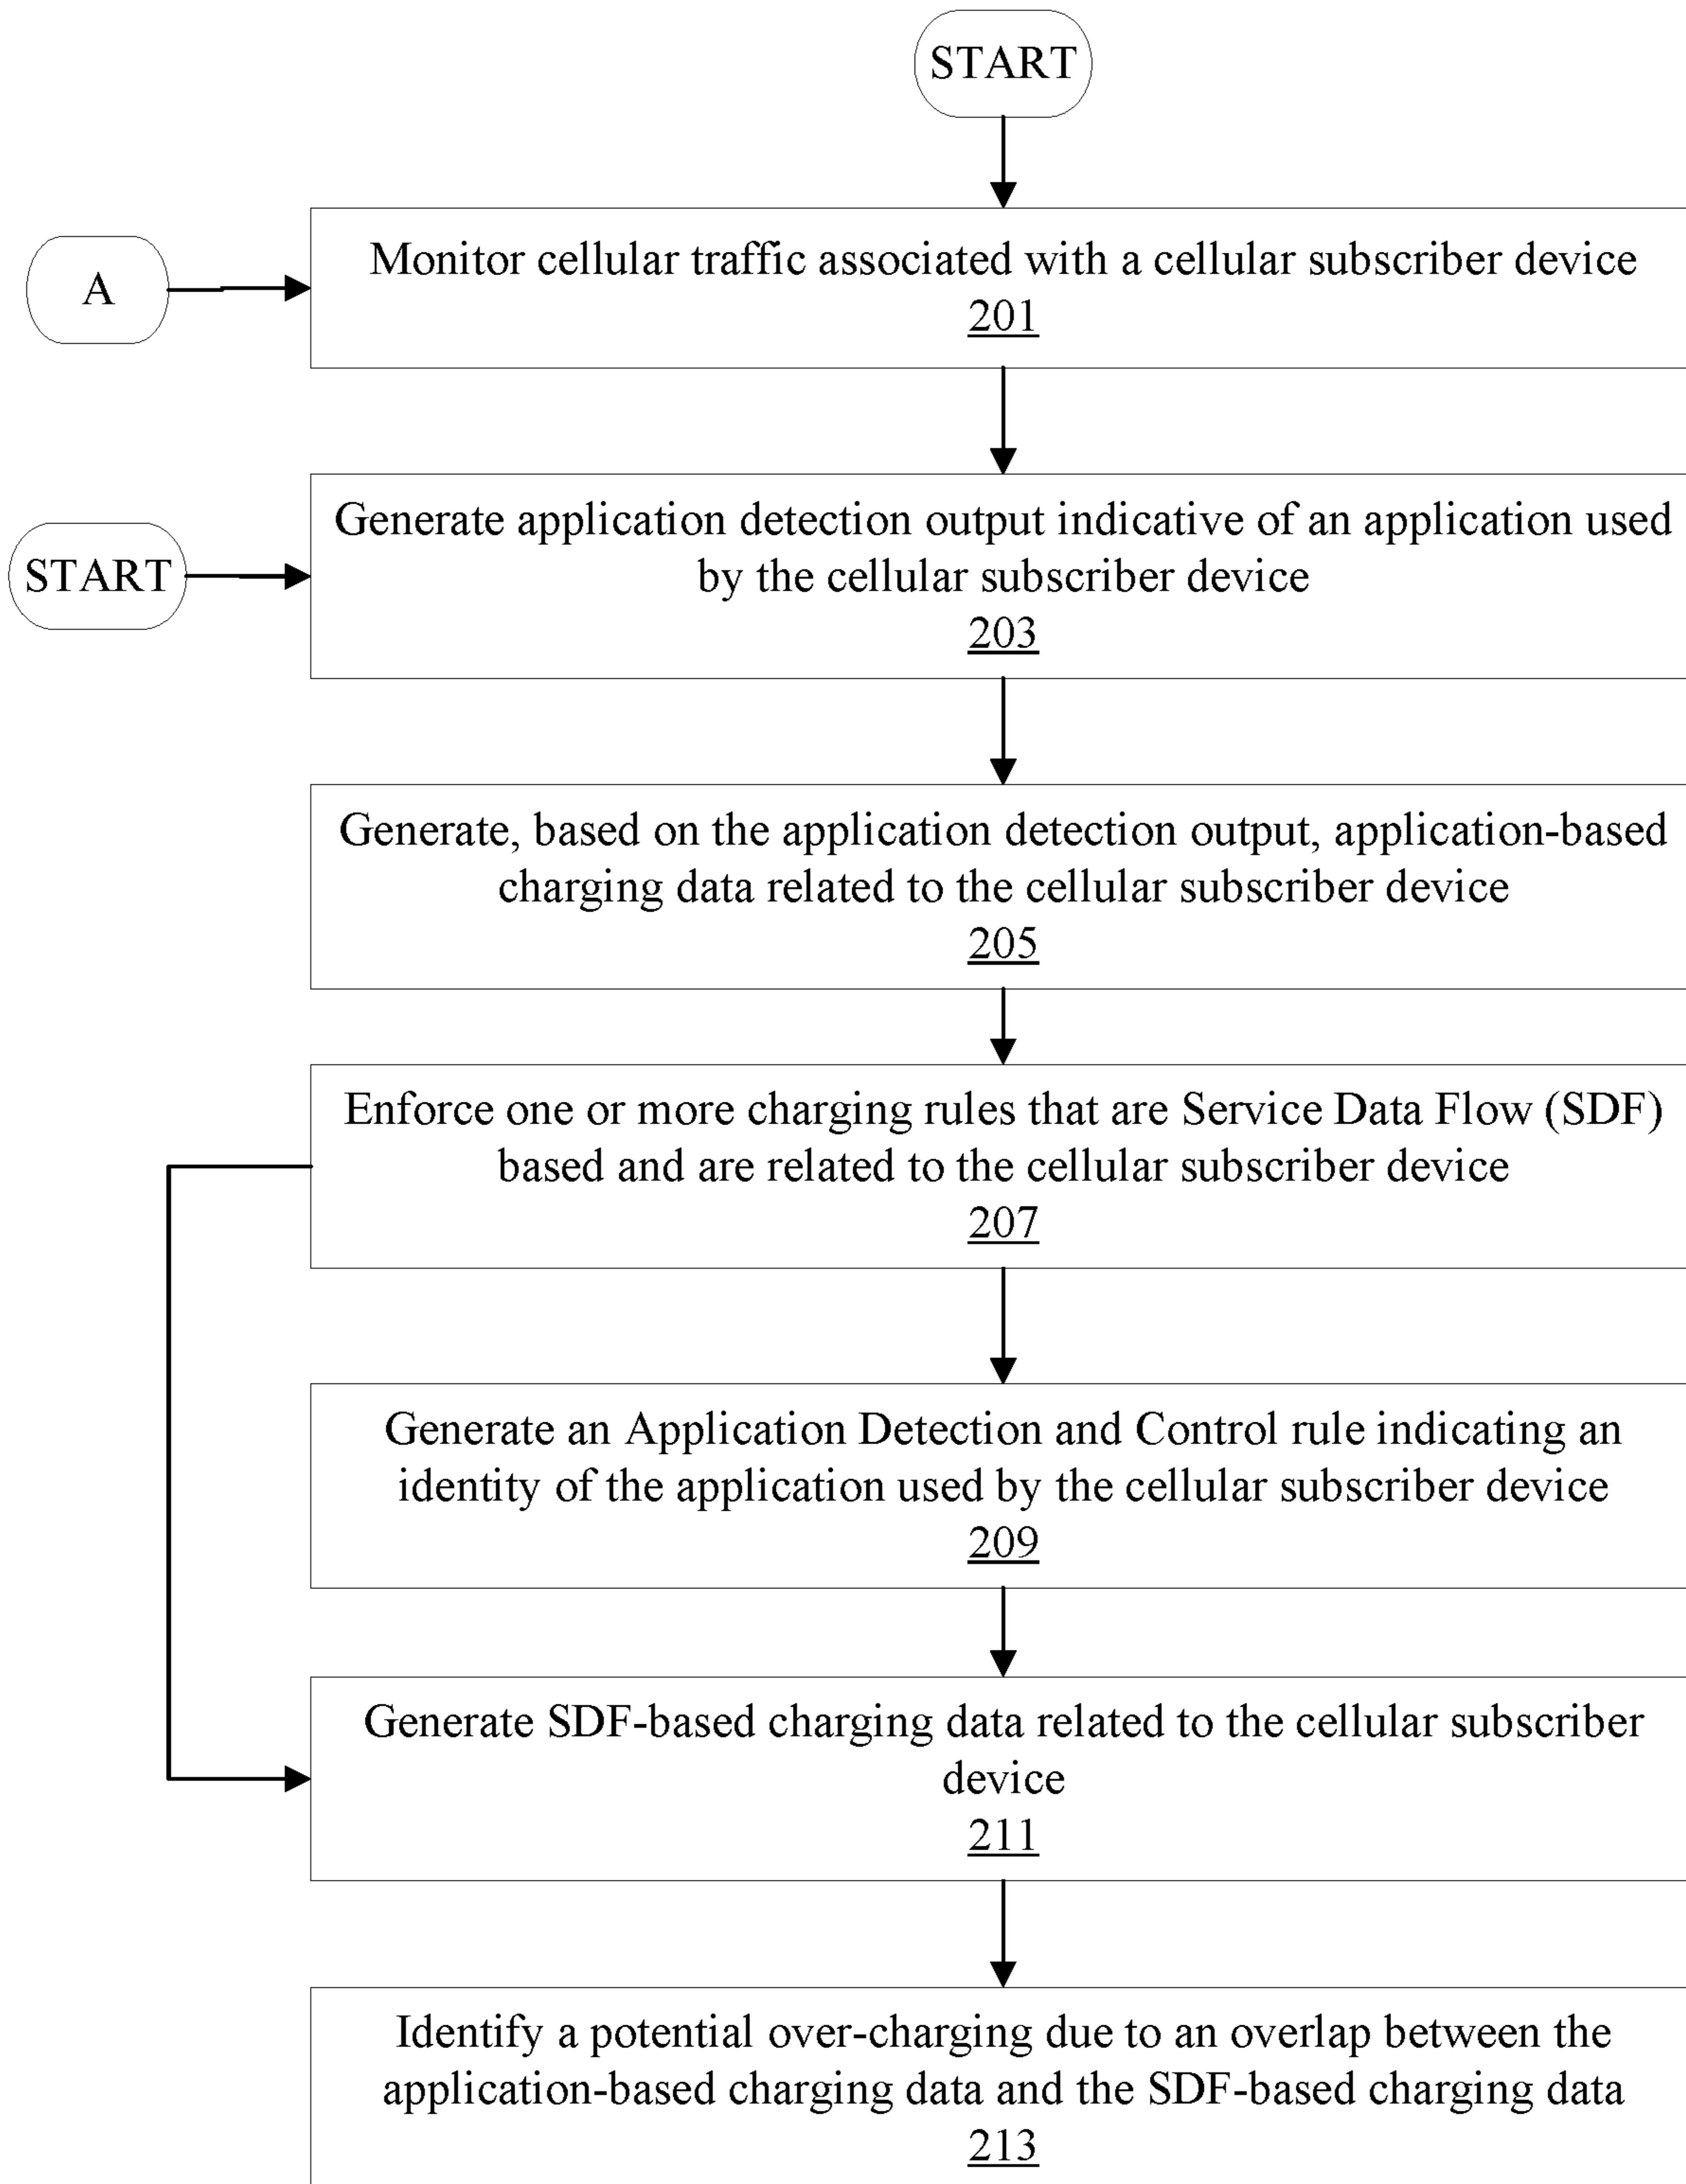 START
A
Monitor cellular traffic associated with a cellular subscriber device
201
START
Generate application detection output indicative of an application used
by the cellular subscriber device
203
Generate, based on the application detection output, application-based
charging data related to the cellular subscriber device
205
Enforce one or more charging rules that are Service Data Flow (SDF)
based and are related to the cellular subscriber device
207
Generate an Application Detection and Control rule indicating an
identity of the application used by the cellular subscriber device
209
Generate SDF-based charging data related to the cellular subscriber
device
211
Identify a potential over-charging due to an overlap between the
application-based charging data and the SDF-based charging data
213